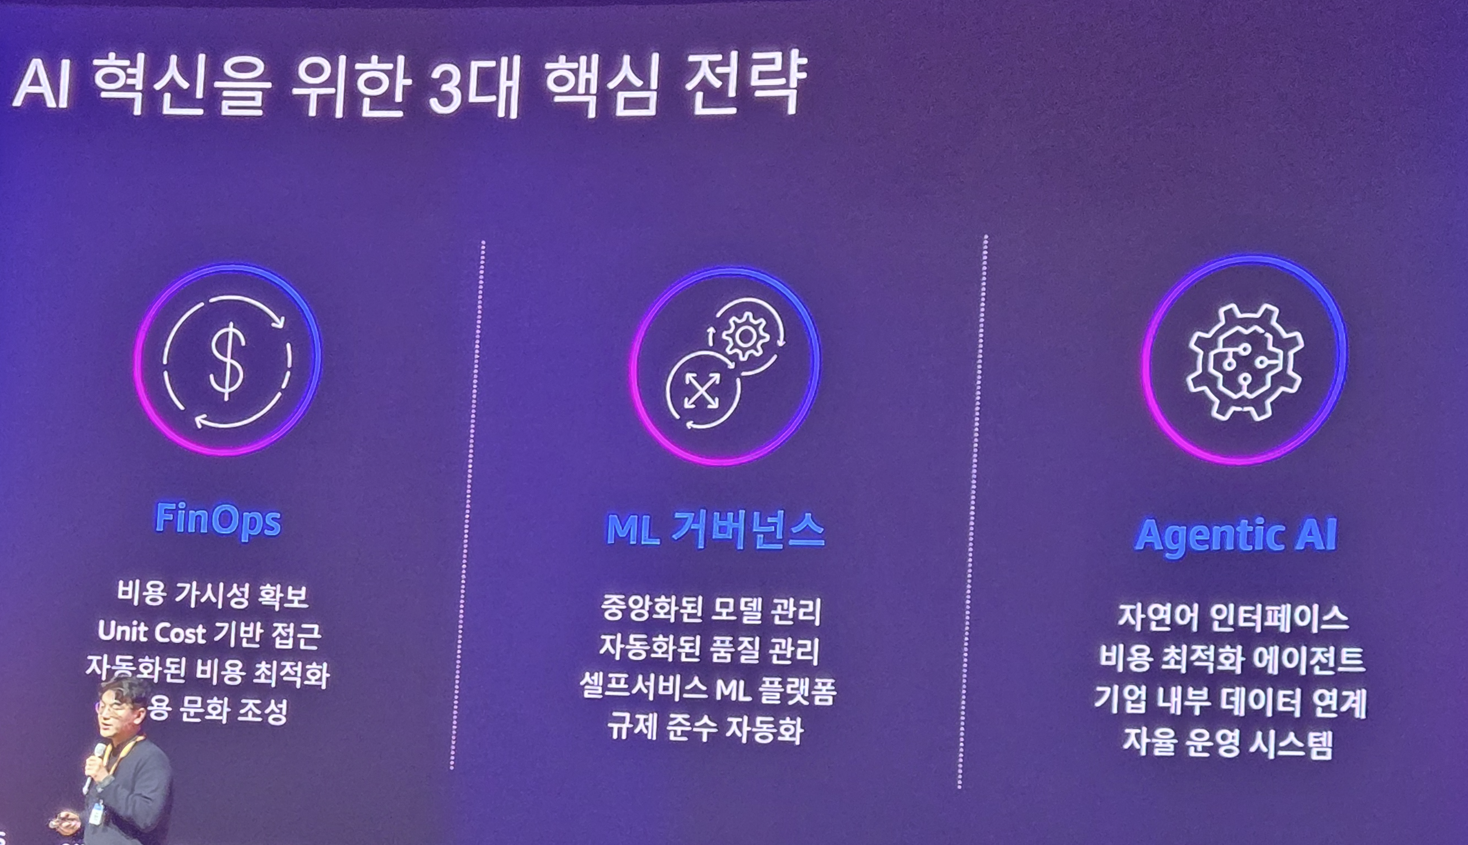 AI 혁신을 위한 3대 핵심 전략
FinOps
비용 가시성 확보
Unit Cost 기반 접근
자동화된 비용 최적화
용 문화 조성
ML 거버넌스
중앙화된 모델 관리
자동화된 품질 관리
셀프서비스 ML 플랫폼
규제 준수 자동화
Agentic AI
자연어 인터페이스
비용 최적화 에이전트
기업 내부 데이터 연계
자율 운영 시스템